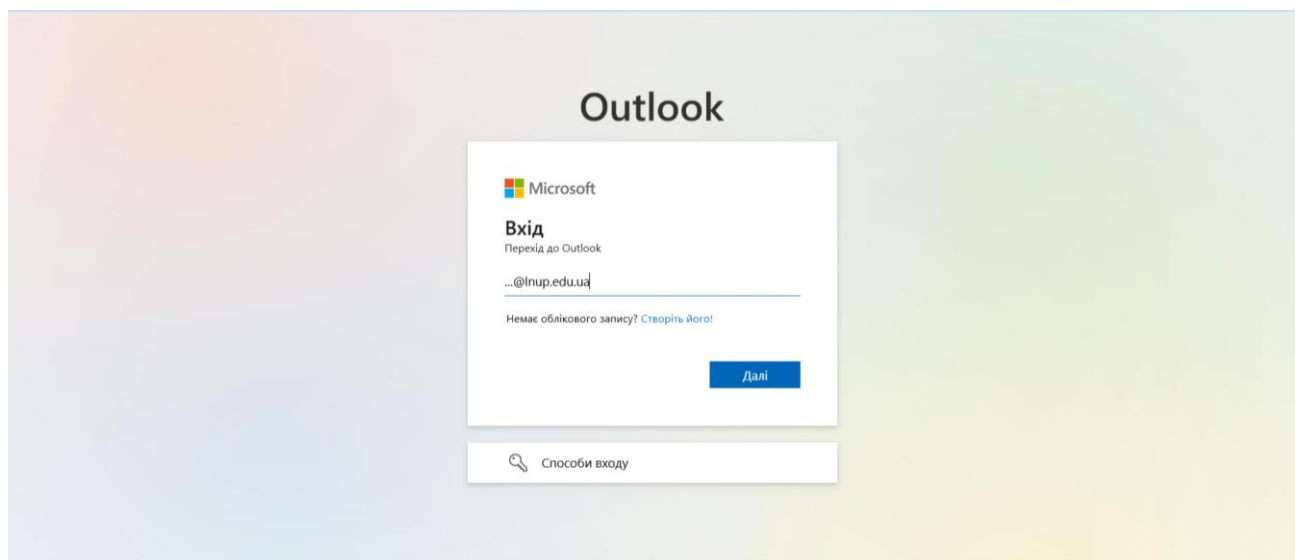 Outlook
Microsoft
Вхід
Перехід до Outlook
...@lnup.edu.ua
Немає облікового запису? Створіть його!
Далі
Способи входу